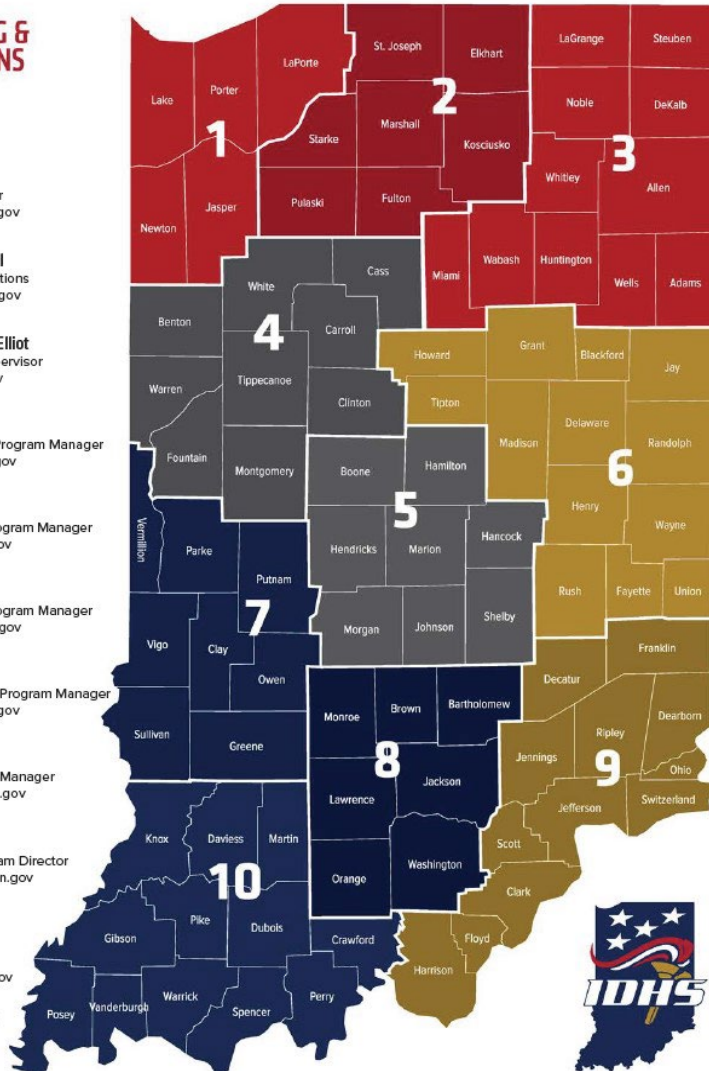 G &
NS
r
gov
l
tions
.gov
Elliot
pervisor
Program Manager
gov
ogram Manager
ov
ogram Manager
gov
Program Manager
gov
Manager
.gov
am Director
n.gov
ov
Lake
Porter
LaPorte
1
Newton
Jasper
St. Joseph
Elkhart
2
Starke
Marshall
Kosciusko
Pulaski
Fulton
LaGrange
Steuben
Noble
DeKalb
3
Whitley
Allen
Miami
Wabash
Huntington
Wells
Adams
White
Cass
Benton
4
Carroll
Warren
Tippecanoe
Clinton
Fountain
Montgomery
Boone
Hamilton
5
Hendricks
Marion
Hancock
Morgan
Johnson
Shelby
Howard
Grant
Blackford
Jay
Tipton
Madison
Delaware
Randolph
6
Henry
Wayne
Rush
Fayette
Union
Vermillion
Parke
Putnam
7
Vigo
Clay
Owen
Sullivan
Greene
Monroe
Brown
Bartholomew
8
Lawrence
Jackson
Orange
Washington
Decatur
Franklin
Jennings
Ripley
Dearborn
9
Ohio
Jefferson
Switzerland
Scott
Clark
Floyd
Harrison
Knox
Daviess
Martin
10
Gibson
Pike
Dubois
Crawford
Posey
Vanderburgh
Warrick
Spencer
Perry
IDHS